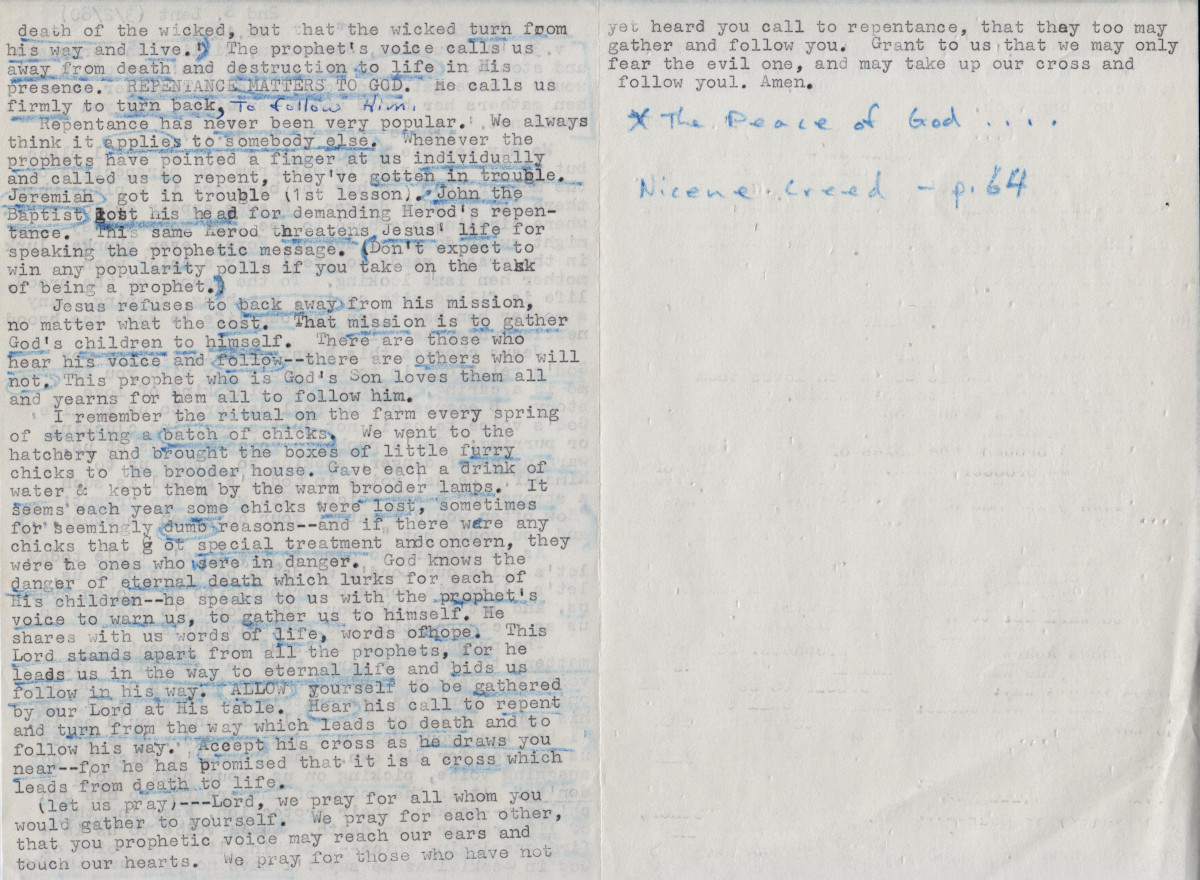 death of the wicked, but that the wicked turn from
his way and live.") The prophet's voice calls us
away from death and destruction to life in His
presence. REPENTANCE MATTERS TO GOD. He calls us
firmly to turn back, To follow Him.
Repentance has never been very popular. We always
think it applies to somebody else. Whenever the
prophets have pointed a finger at us individually
and called us to repent, they've gotten in trouble.
Jeremiah got in trouble (1st lesson). John the
Baptist lost his head for demanding Herod's repen-
tance. This same Herod threatens Jesus' life for
speaking the prophetic message. (Don't expect to
win any popularity polls if you take on the task
of being a prophet.)
Jesus refuses to back away from his mission,
no matter what the cost. That mission is to gather
God's children to himself. There are those who
hear his voice and follow--there are others who will
not. This prophet who is God's Son loves them all
and yearns for them all to follow him.
I remember the ritual on the farm every spring
of starting a batch of chicks. We went to the
hatchery and brought the boxes of little furry
chicks to the brooder house. Gave each a drink of
water & kept them by the warm brooder lamps. It
seems each year some chicks were lost, sometimes
for seemingly dumb reasons--and if there were any
chicks that g ot special treatment andconcern, they
were he ones who were in danger. God knows the
danger of eternal death which lurks for each of
His children--he speaks to us with the prophet's
voice to warn us, to gather us to himself. He
shares with us words of life, words ofhope. This
Lord stands apart from all the prophets, for he
leads us in the way to eternal life and bids us
follow in his way. ALLOW yourself to be gathered
by our Lord at His table. Hear his call to repent
and turn from the way which leads to death and to
follow his way. Accept his cross as he draws you
near--for he has promised that it is a cross which
leads from death to life.
(let us pray)---Lord, we pray for all whom you
would gather to yourself. We pray for each other,
that you prophetic voice may reach our ears and
touch our hearts. We pray for those who have not
yet heard you call to repentance, that they too may
gather and follow you. Grant to us that we may only
fear the evil one, and may take up our cross and
follow youl. Amen.
* The Peace of God ....
Nicene Creed - p. 64